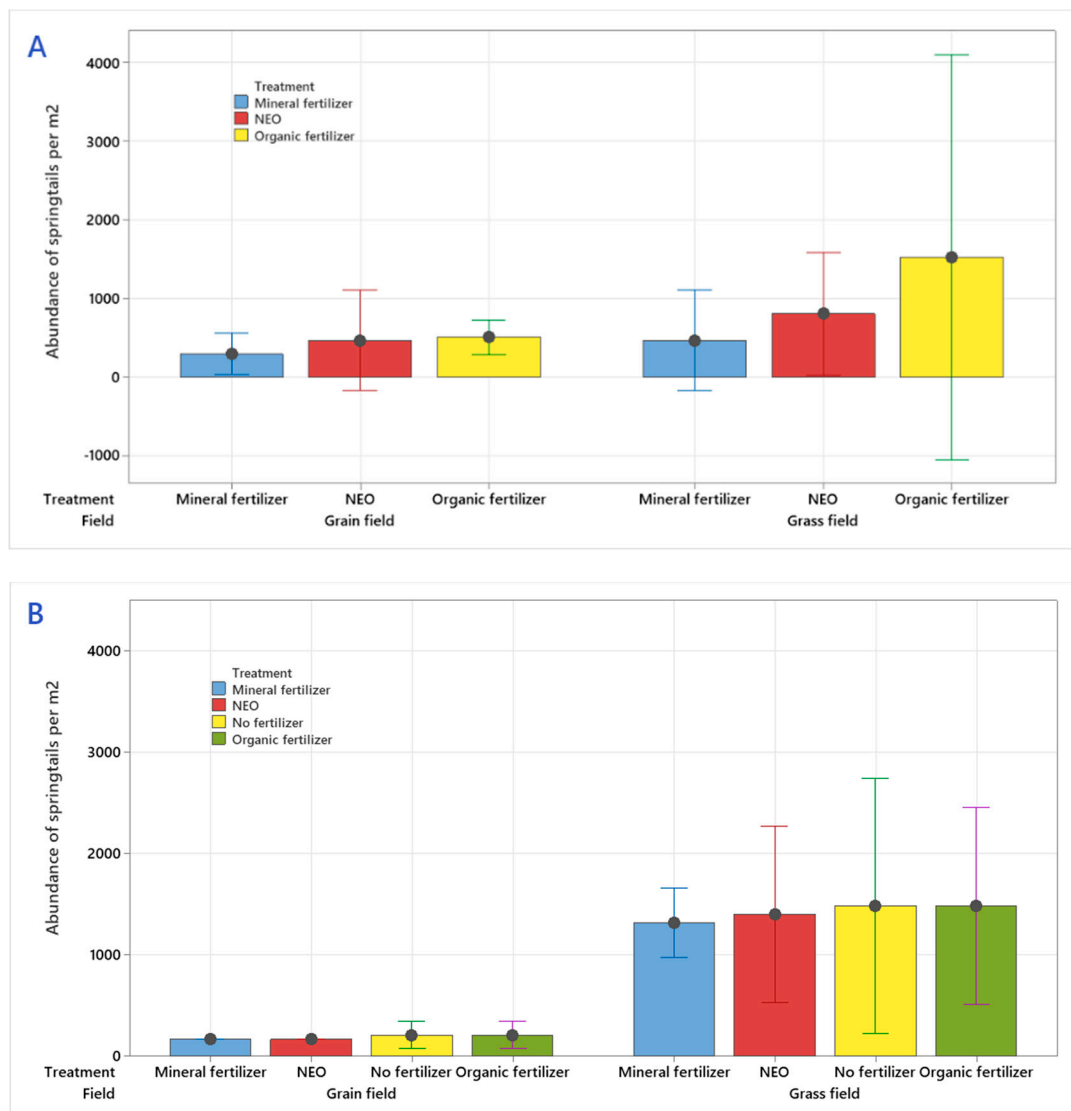 A
Abundance of springtails per m2
4000
3000
2000
1000
0
-1000
Treatment
Mineral fertilizer
NEO
Organic fertilizer
Treatment Mineral fertilizer NEO Organic fertilizer Mineral fertilizer NEO Organic fertilizer
Field Grain field Grass field
B
Abundance of springtails per m2
4000
3000
2000
1000
0
Treatment
Mineral fertilizer
NEO
No fertilizer
Organic fertilizer
Treatment Mineral fertilizer NEO No fertilizer Organic fertilizer Mineral fertilizer NEO No fertilizer Organic fertilizer
Field Grain field Grass field